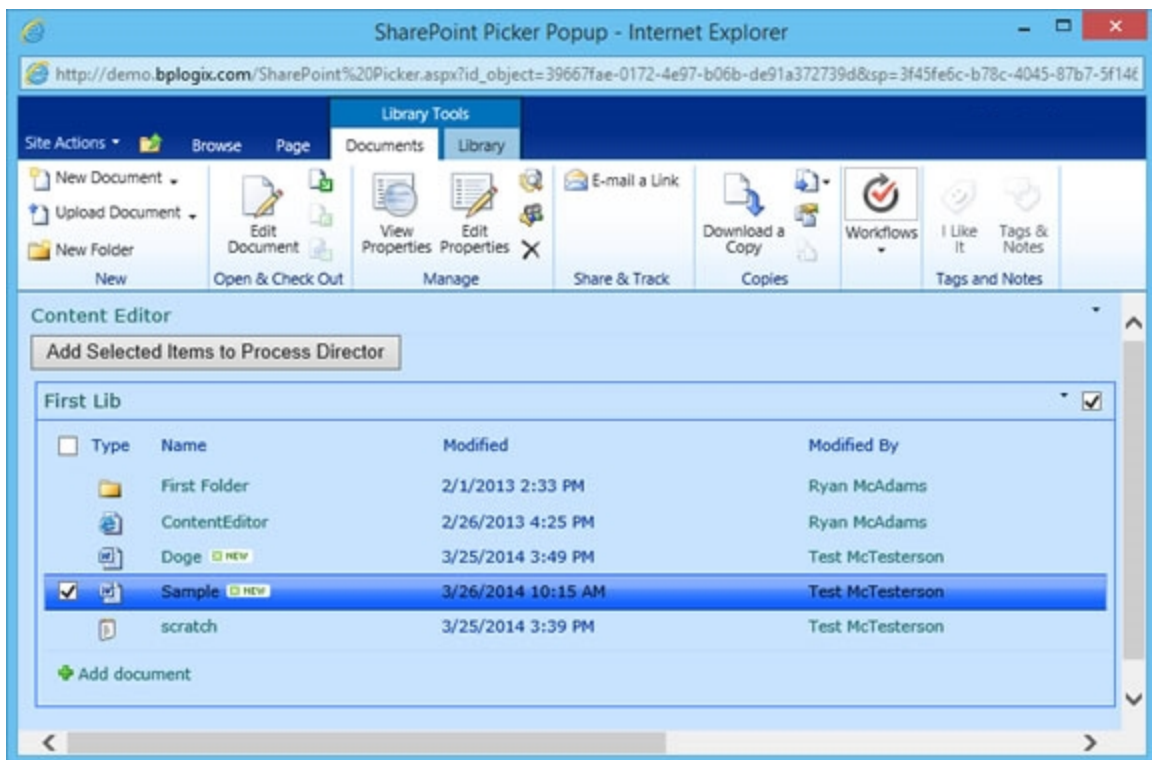 SharePoint Picker Popup - Internet Explorer
http://demo.bplogix.com/SharePoint%20Picker.aspx?id_object=39667fae-0172-4e97-b06b-de91a372739d&sp=3f45fe6c-b78c-4045-87b7-5f146
Library Tools
Site Actions Browse Page Documents Library
New Document
Upload Document
New Folder
New
Edit
Document
Open & Check Out
View
Properties
Edit
Properties
Manage
E-mail a Link
Share & Track
Download a
Copy
Copies
Workflows
I Like
It
Tags &
Notes
Tags and Notes
Content Editor
Add Selected Items to Process Director
First Lib
Type Name Modified Modified By
First Folder 2/1/2013 2:33 PM Ryan McAdams
ContentEditor 2/26/2013 4:25 PM Ryan McAdams
Doge NEW 3/25/2014 3:49 PM Test McTesterson
Sample NEW 3/26/2014 10:15 AM Test McTesterson
scratch 3/25/2014 3:39 PM Test McTesterson
Add document